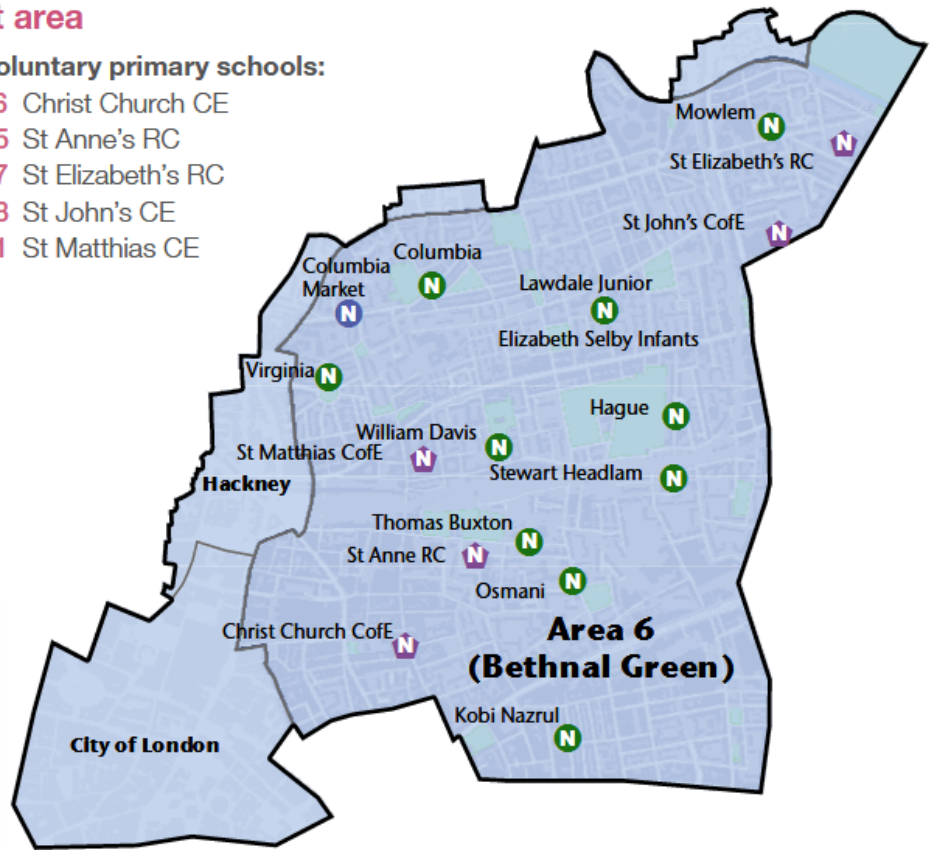 t area
oluntary primary schools:
6 Christ Church CE
5 St Anne's RC
7 St Elizabeth's RC
8 St John's CE
1 St Matthias CE
Mowlem
N
N
St Elizabeth's RC
St John's CofE
N
Columbia
Columbia
Market
N
N
Lawdale Junior
N
Elizabeth Selby Infants
Virginia
N
Hague
N
William Davis
N
St Matthias CofE
N
Stewart Headlam
N
Hackney
Thomas Buxton
N
St Anne RC
N
Osmani
N
Christ Church CofE
N
Area 6
(Bethnal Green)
Kobi Nazrul
N
City of London